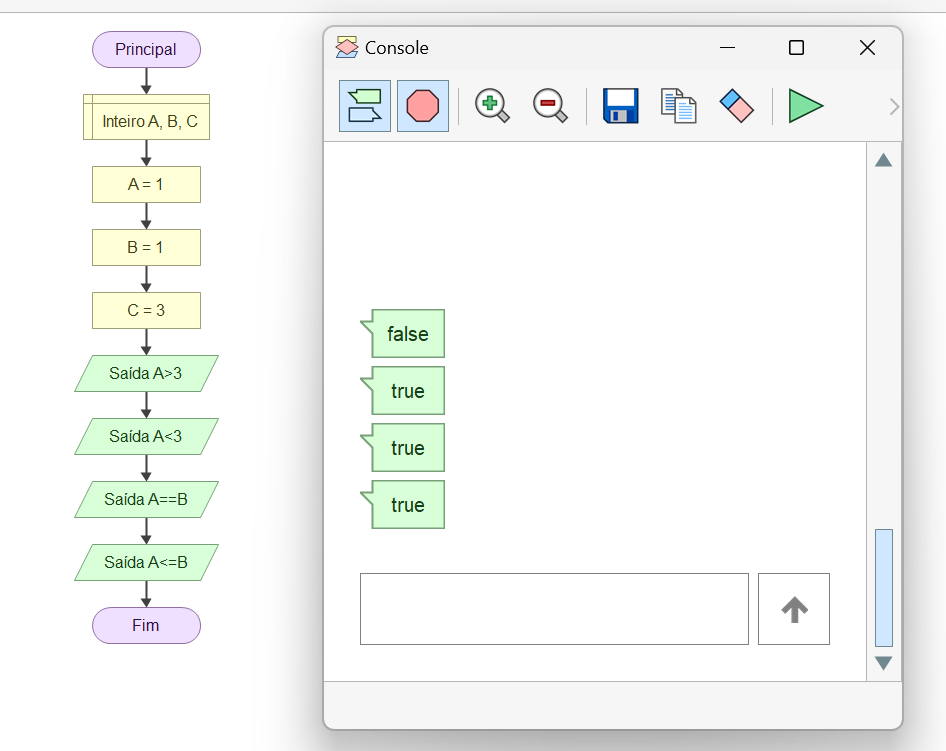 Principal
Inteiro A, B, C
A = 1
B = 1
C = 3
Saída A>3
Saída A<3
Saída A==B
Saída A<=B
Fim
Console
false
true
true
true